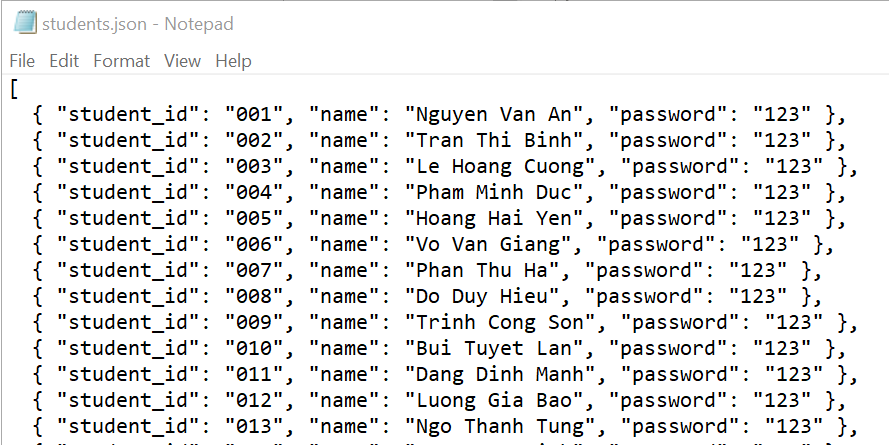 students.json - Notepad
File Edit Format View Help
[
{ "student_id": "001", "name": "Nguyen Van An", "password": "123" },
{ "student_id": "002", "name": "Tran Thi Binh", "password": "123" },
{ "student_id": "003", "name": "Le Hoang Cuong", "password": "123" },
{ "student_id": "004", "name": "Pham Minh Duc", "password": "123" },
{ "student_id": "005", "name": "Hoang Hai Yen", "password": "123" },
{ "student_id": "006", "name": "Vo Van Giang", "password": "123" },
{ "student_id": "007", "name": "Phan Thu Ha", "password": "123" },
{ "student_id": "008", "name": "Do Duy Hieu", "password": "123" },
{ "student_id": "009", "name": "Trinh Cong Son", "password": "123" },
{ "student_id": "010", "name": "Bui Tuyet Lan", "password": "123" },
{ "student_id": "011", "name": "Dang Dinh Manh", "password": "123" },
{ "student_id": "012", "name": "Luong Gia Bao", "password": "123" },
{ "student_id": "013", "name": "Ngo Thanh Tung", "password": "123" },